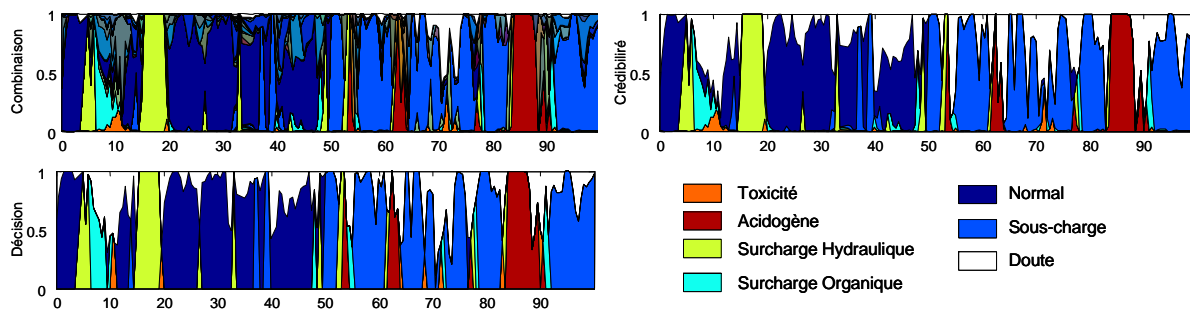 Combinaison
1
0.5
0
0 10 20 30 40 50 60 70 80 90
Crédibiliré
1
0.5
0
0 10 20 30 40 50 60 70 80 90
Décision
1
0.5
0
0 10 20 30 40 50 60 70 80 90
Toxicité
Acidogène
Surcharge Hydraulique
Surcharge Organique
Normal
Sous-charge
Doute